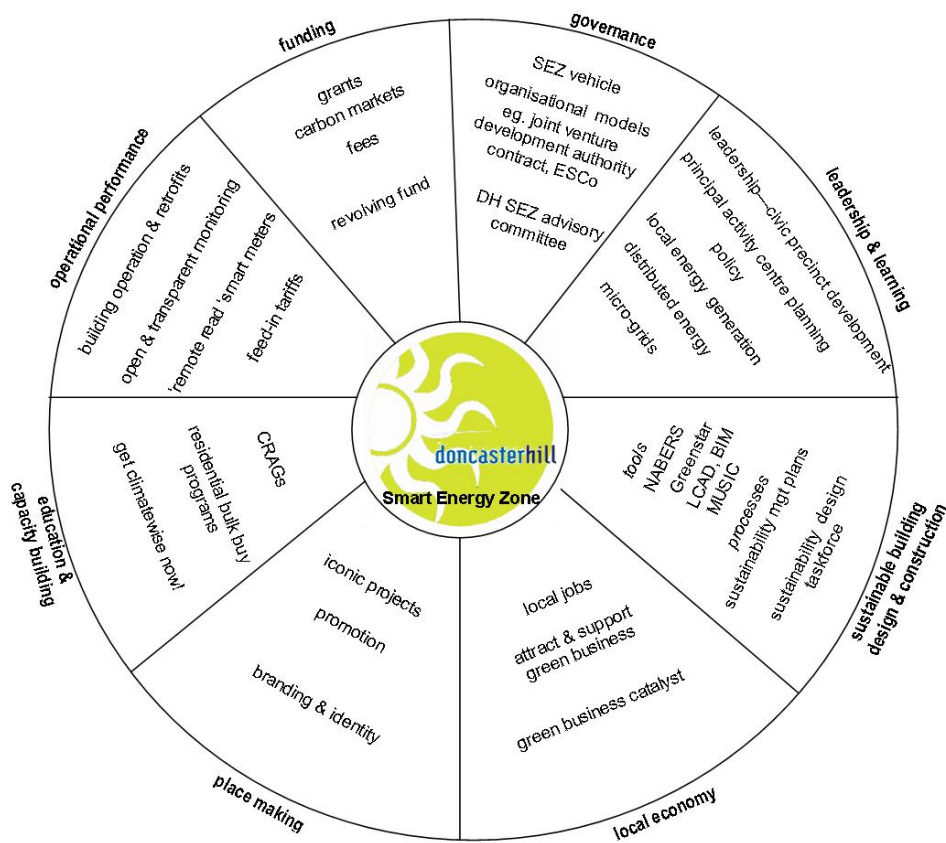 governance
SEZ vehicle
organisational models
eg. joint venture
development authority
contract, ESCo
DH SEZ advisory
committee
leadership & learning
leadership—civic precinct development
principal activity centre planning
policy
local energy generation
distributed energy
micro-grids
sustainable building
design & construction
tools
NABERS
Greenstar
LCAD, BIM
MUSIC
processes
sustainability mgt plans
sustainability design
taskforce
local economy
local jobs
attract & support
green business
green business catalyst
place making
iconic projects
promotion
branding & identity
education &
capacity building
CRAGs
residential bulk buy
programs
get climatewise now!
operational performance
building operation & retrofits
open & transparent monitoring
'remote read 'smart meters
feed-in tariffs
funding
grants
carbon markets
fees
revolving fund
doncasterhill
Smart Energy Zone